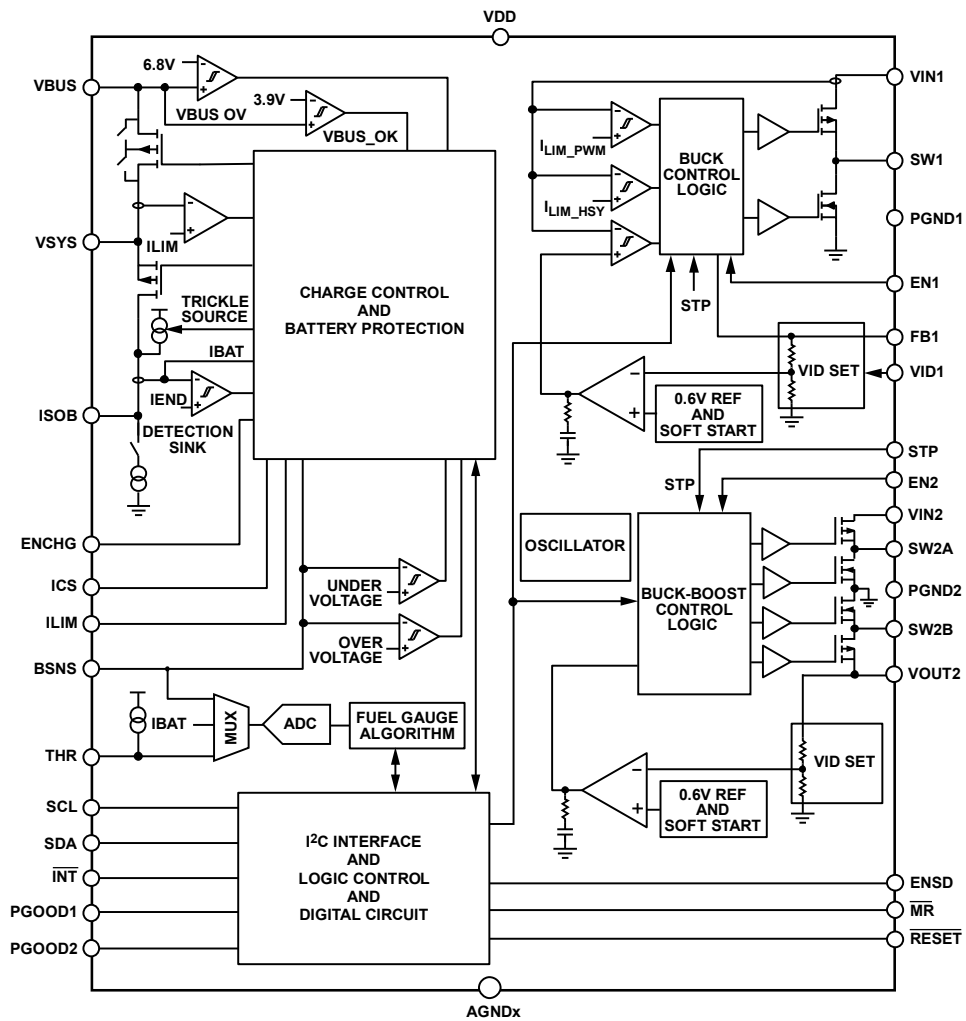 VDD
6.8V
VBUS
VBUS OV
3.9V
VBUS_OK
VSYS
ILIM
TRICKLE
SOURCE
IBAT
ISOB
IEND
DETECTION
SINK
CHARGE CONTROL
AND
BATTERY PROTECTION
ENCHG
ICS
ILIM
BSNS
UNDER
VOLTAGE
OVER
VOLTAGE
THR
IBAT
MUX
ADC
FUEL GAUGE
ALGORITHM
SCL
SDA
INT
PGOOD1
PGOOD2
I2C INTERFACE
AND
LOGIC CONTROL
AND
DIGITAL CIRCUIT
ILIM_PWM
ILIM_HSY
BUCK
CONTROL
LOGIC
STP
VIN1
SW1
PGND1
EN1
FB1
VID1
VID SET
0.6V REF
AND
SOFT START
STP
EN2
STP
OSCILLATOR
BUCK-BOOST
CONTROL
LOGIC
VIN2
SW2A
PGND2
SW2B
VOUT2
VID SET
0.6V REF
AND
SOFT START
ENSD
MR
RESET
AGNDx